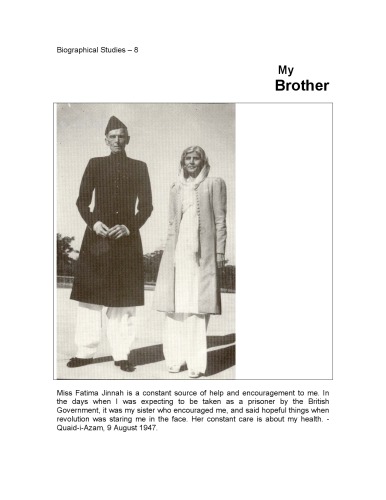 Biographical Studies – 8
My
Brother
Miss Fatima Jinnah is a constant source of help and encouragement to me. In
the days when I was expecting to be taken as a prisoner by the British
Government, it was my sister who encouraged me, and said hopeful things when
revolution was staring me in the face. Her constant care is about my health. -
Quaid-i-Azam, 9 August 1947.